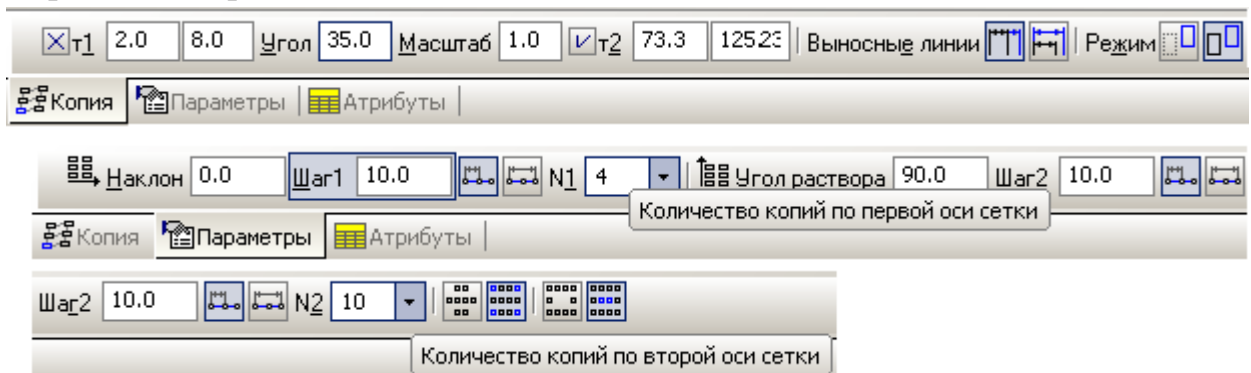 т1 2.0 8.0 Угол 35.0 Масштаб 1.0 т2 73.3 125.23 Выносные линии Режим
Копия Параметры Атрибуты
Наклон 0.0 Шаг1 10.0 N1 4 Угол раствора 90.0 Шаг2 10.0
Количество копий по первой оси сетки
Копия Параметры Атрибуты
Шаг2 10.0 N2 10
Количество копий по второй оси сетки